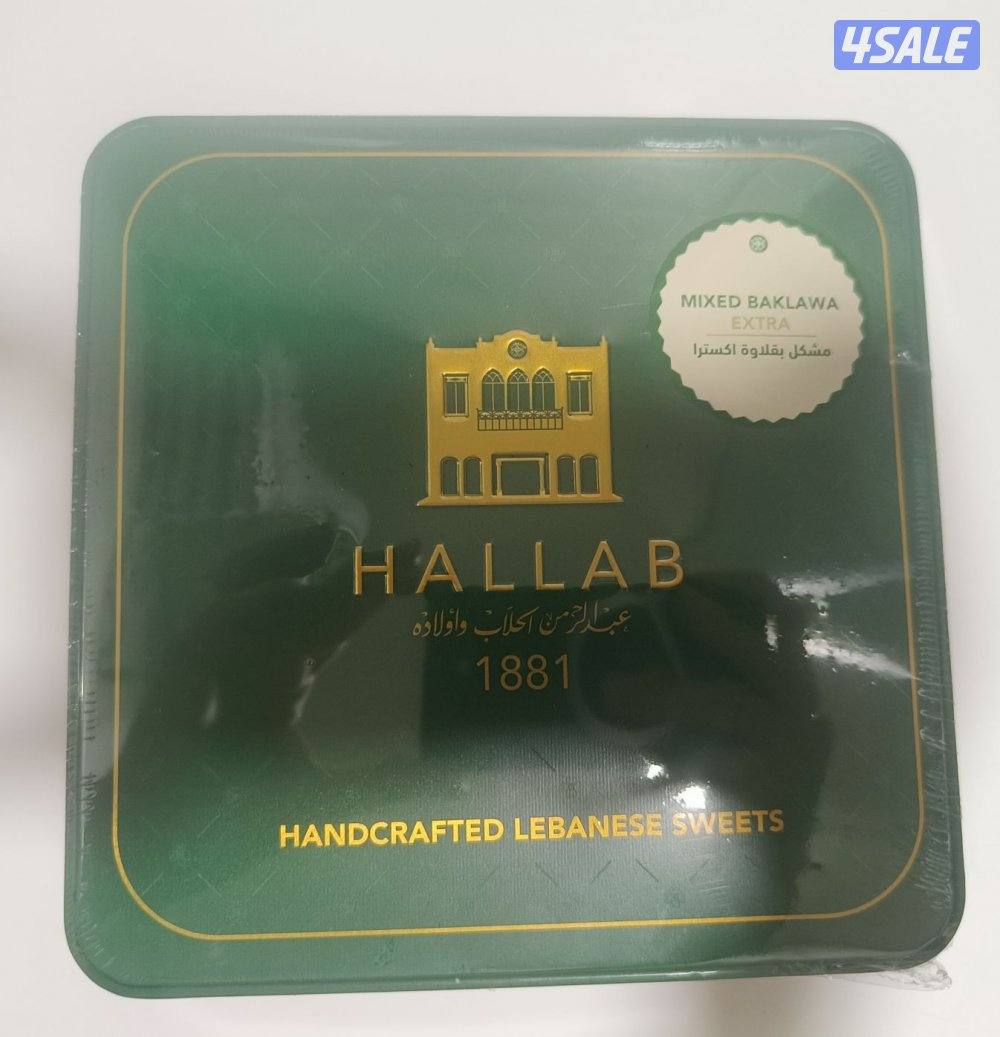 4SALE
MIXED BAKLAWA
EXTRA
مشكل بقلاوة اكسترا
HALLAB
عبد الرحمن الحلاب وأولاده
1881
HANDCRAFTED LEBANESE SWEETS